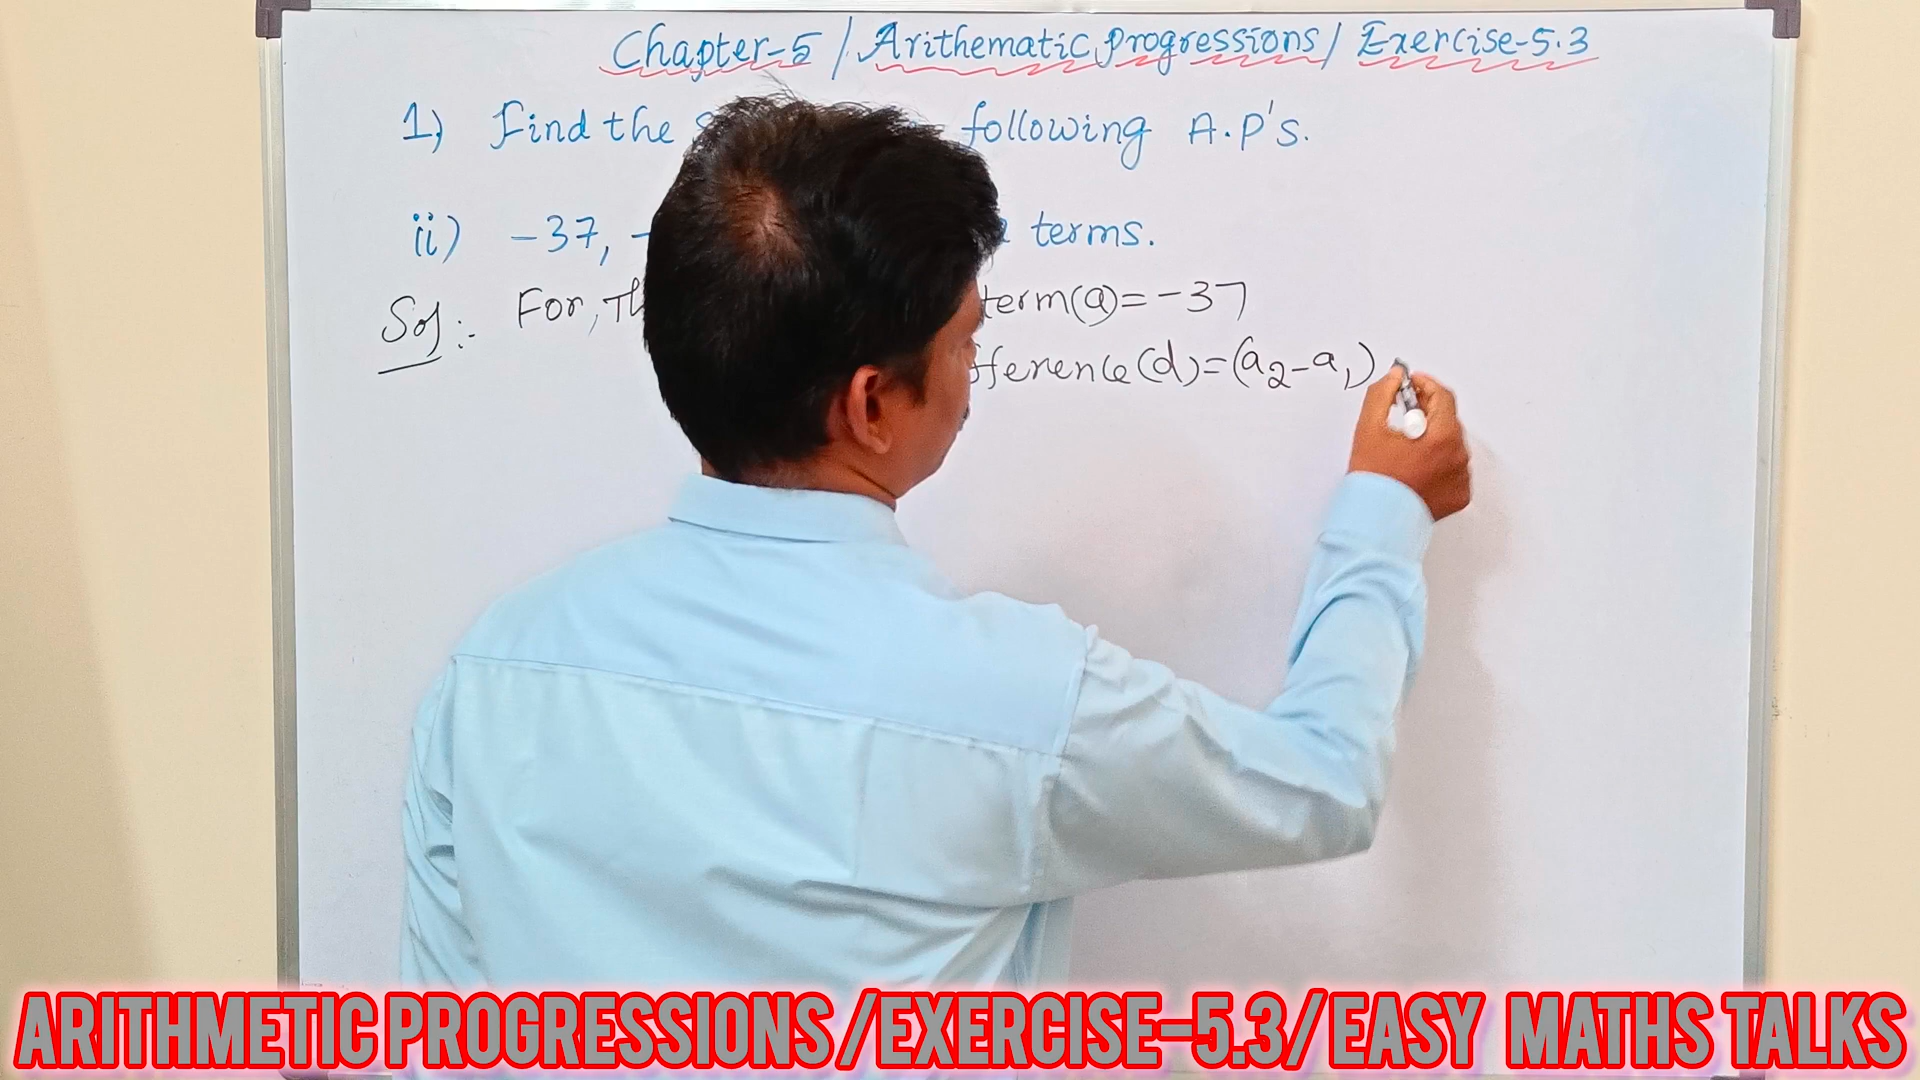 Chapter-5 / Arithematic Progressions / Exercise-5.3
1) Find the following A.P's.
ii) -37, - terms.
Sol:- For, Th term(a)=-37
fference(d)=(a₂-a₁)
ARITHMETIC PROGRESSIONS /EXERCISE-5.3/ EASY MATHS TALKS